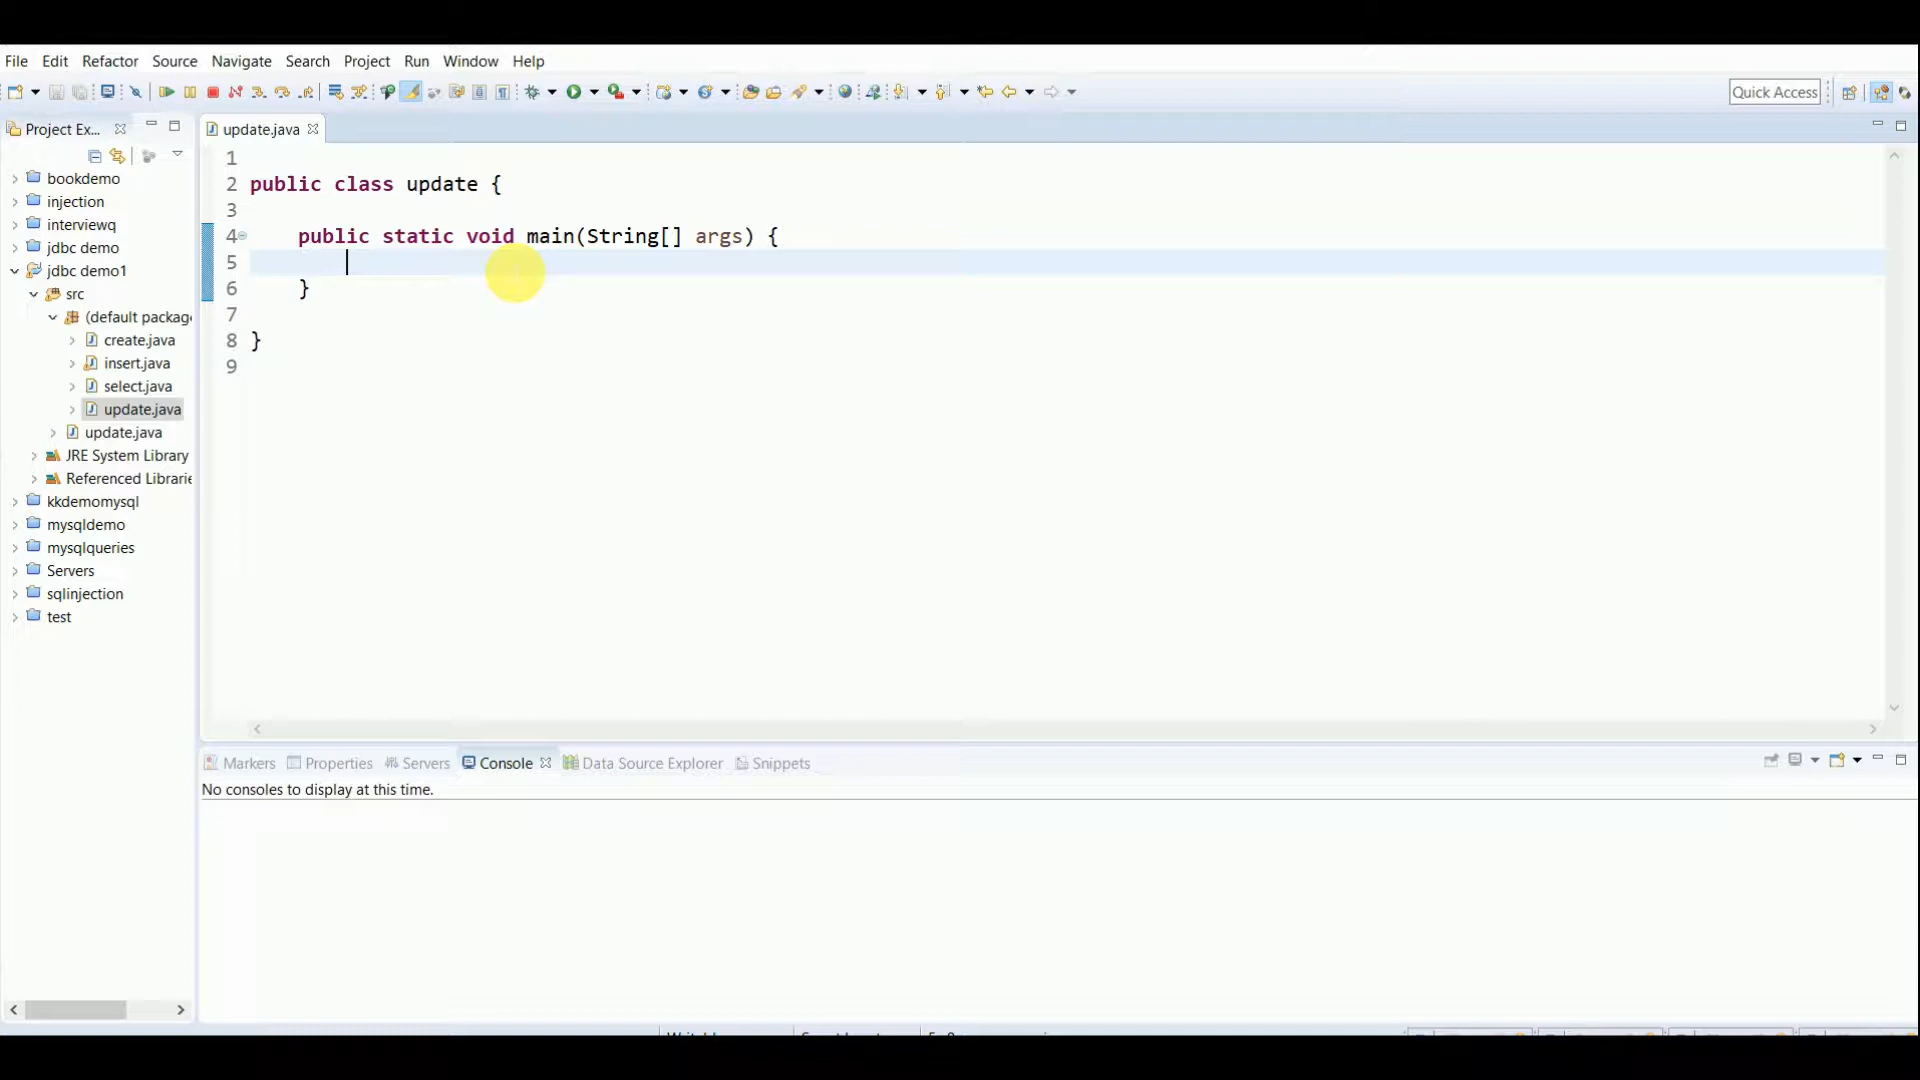 File Edit Refactor Source Navigate Search Project Run Window Help
Quick Access
Project Ex...
update.java
bookdemo
injection
interviewq
jdbc demo
jdbc demo1
src
(default packag
create.java
insert.java
select.java
update.java
update.java
JRE System Library
Referenced Librarie
kkdemomysql
mysqldemo
mysqlqueries
Servers
sqlinjection
test
1
2 public class update {
3
4 public static void main(String[] args) {
5
6 }
7
8 }
9
Markers Properties Servers Console Data Source Explorer Snippets
No consoles to display at this time.